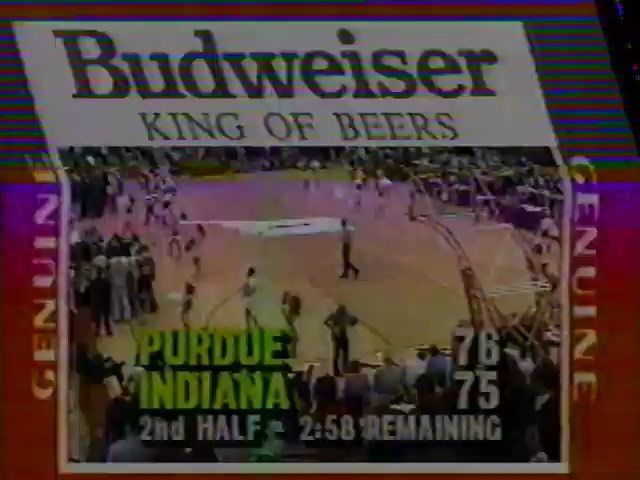 Budweiser
KING OF BEERS
GENUINE
GENUINE
PURDUE 76
INDIANA 75
2nd HALF - 2:58 REMAINING